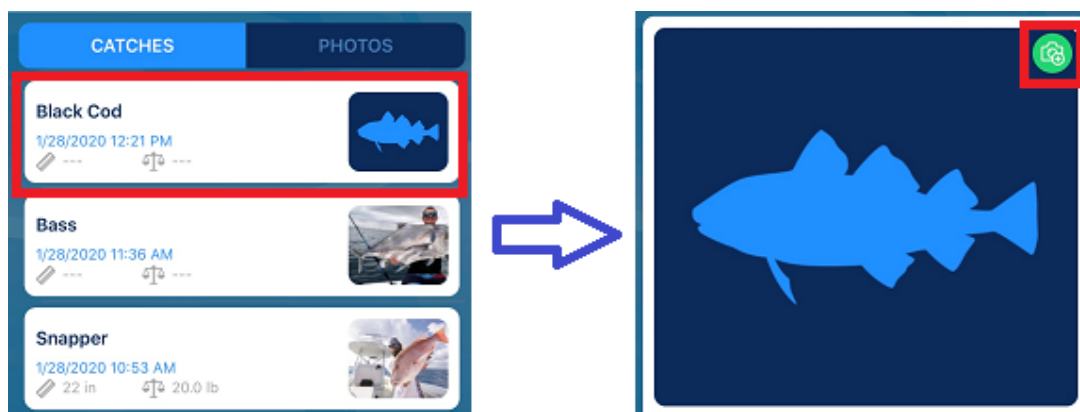 CATCHES
PHOTOS
Black Cod
1/28/2020 12:21 PM
--- ---
Bass
1/28/2020 11:36 AM
--- ---
Snapper
1/28/2020 10:53 AM
22 in 20.0 lb